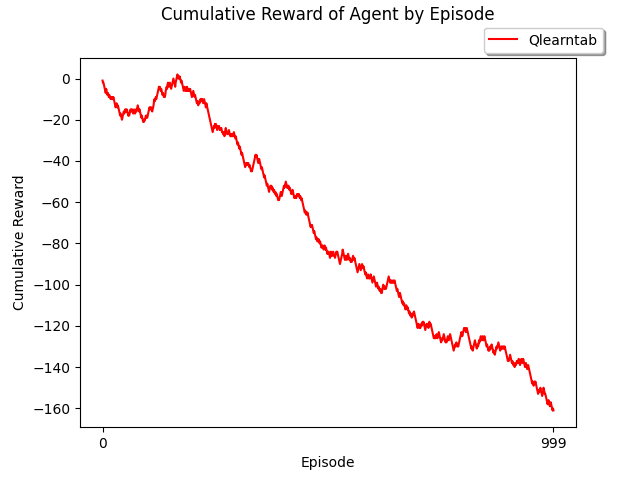 Cumulative Reward of Agent by Episode
Qlearntab
0
−20
−40
−60
−80
−100
−120
−140
−160
Cumulative Reward
0
999
Episode